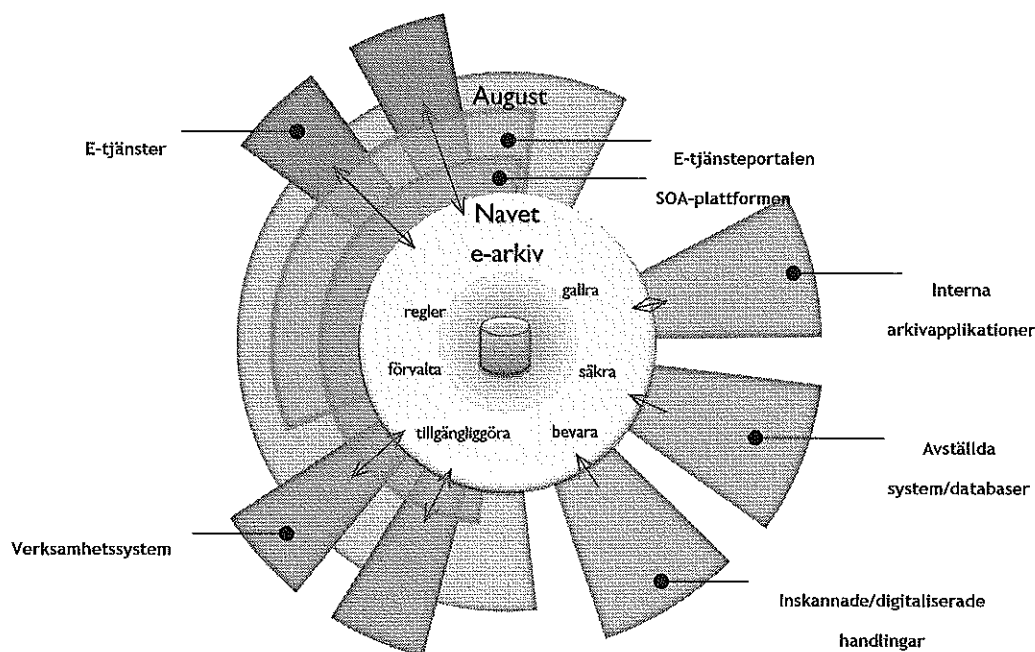 August
E-tjänster
E-tjänsteportalen
SOA-plattformen
Navet
e-arkiv
gallra
regler
Interna
arkivapplikationer
förvalta
säkra
tillgängliggöra
bevara
Avställda
system/databaser
Verksamhetssystem
Inskannade/digitaliserade
handlingar